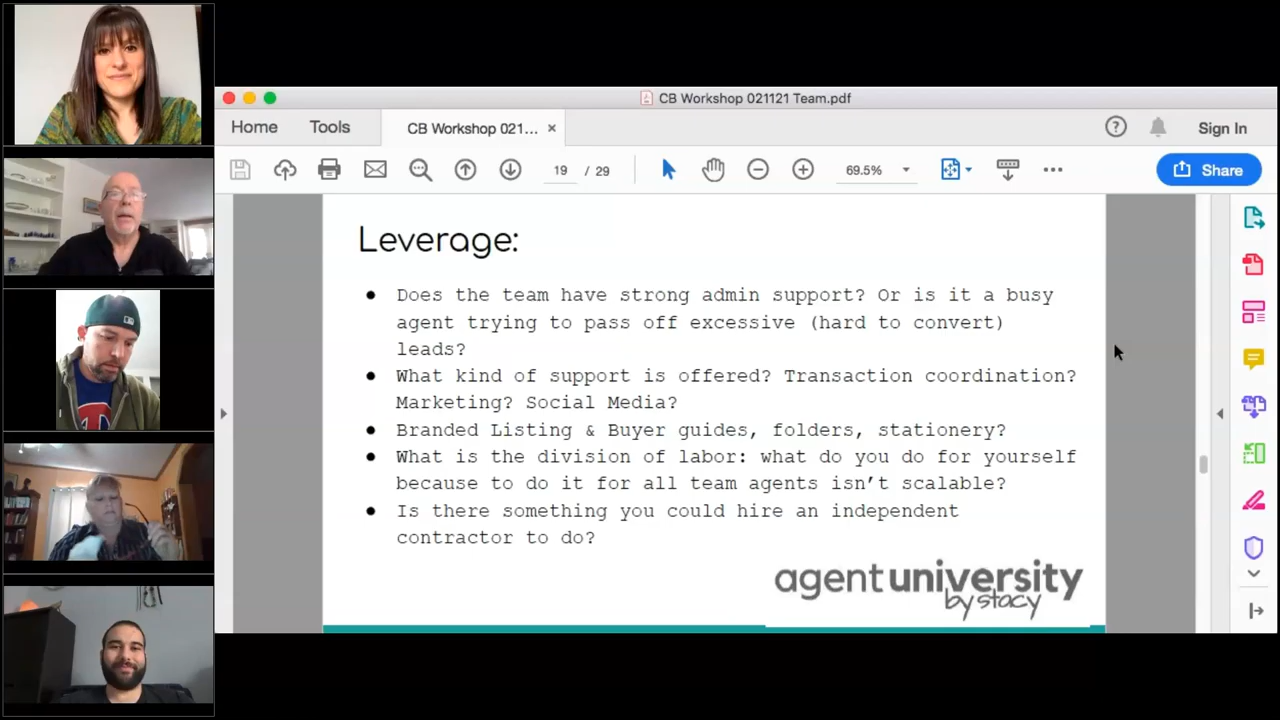 CB Workshop 021121 Team.pdf
Home
Tools
CB Workshop 021...
Sign In
19 / 29
69.5%
Share
Leverage:
• Does the team have strong admin support? Or is it a busy
agent trying to pass off excessive (hard to convert)
leads?
• What kind of support is offered? Transaction coordination?
Marketing? Social Media?
• Branded Listing & Buyer guides, folders, stationery?
• What is the division of labor: what do you do for yourself
because to do it for all team agents isn’t scalable?
• Is there something you could hire an independent
contractor to do?
agent university
by stacy